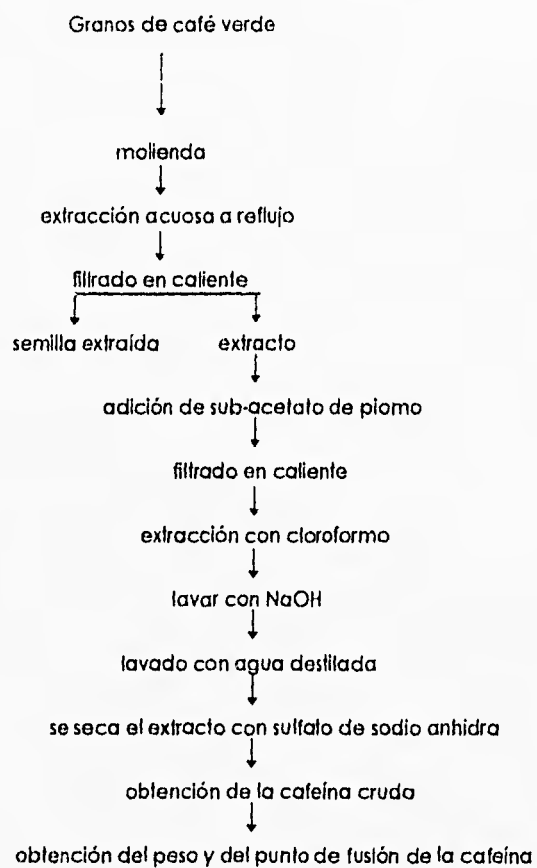 Granos de café verde
molienda
extracción acuosa a reflujo
filtrado en caliente
semilla extraída extracto
adición de sub-acetato de plomo
filtrado en caliente
extracción con cloroformo
lavar con NaOH
lavado con agua destilada
se seca el extracto con sulfato de sodio anhidra
obtención de la cafeína cruda
obtención del peso y del punto de fusión de la cafeína